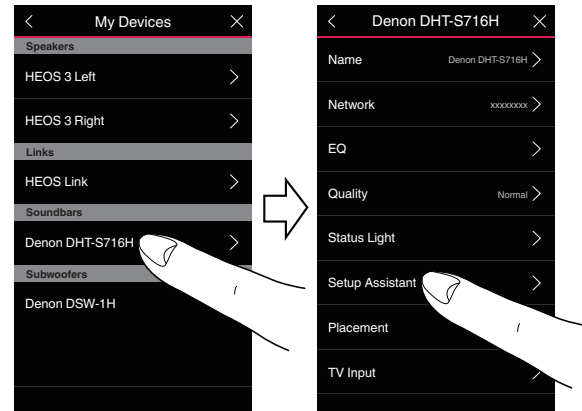 My Devices
Speakers
HEOS 3 Left
HEOS 3 Right
Links
HEOS Link
Soundbars
Denon DHT-S716H
Subwoofers
Denon DSW-1H
Denon DHT-S716H
Name Denon DHT-S716H
Network xxxxxxxx
EQ
Quality Normal
Status Light
Setup Assistant
Placement
TV Input